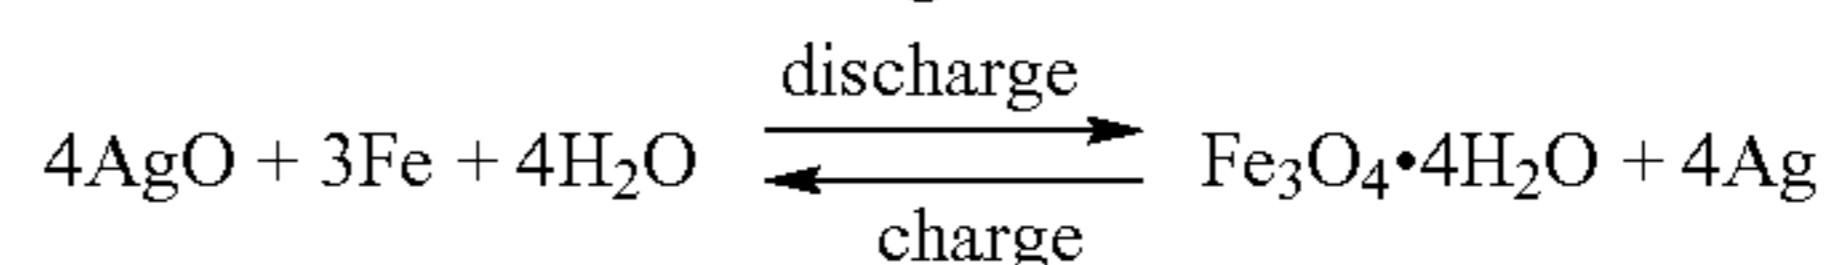 discharge
4AgO + 3Fe + 4H₂O ⇌ Fe₃O₄•4H₂O + 4Ag
charge